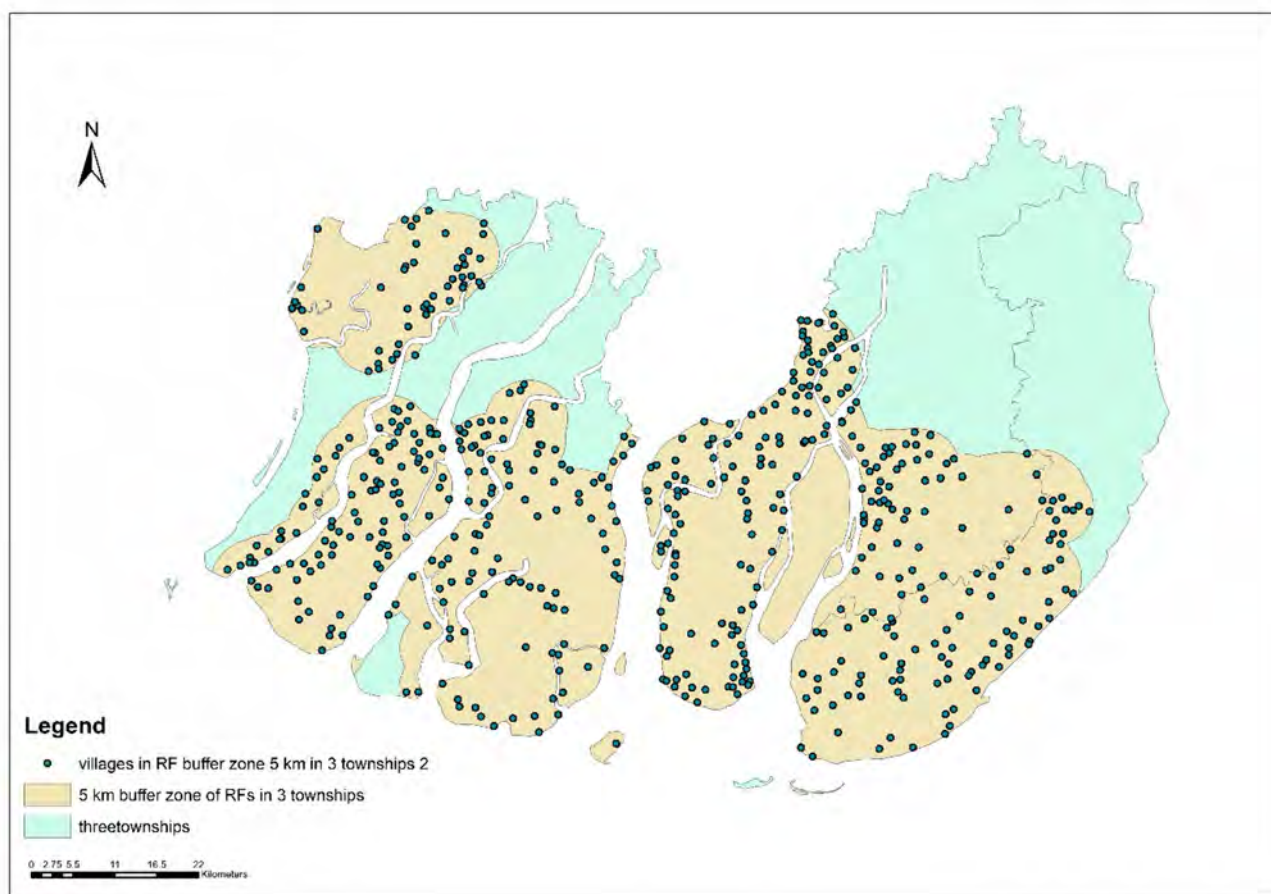 N
Legend
villages in RF buffer zone 5 km in 3 townships 2
5 km buffer zone of RFs in 3 townships
threetownships
0 2.75 5.5 11 16.5 22
Kilometers